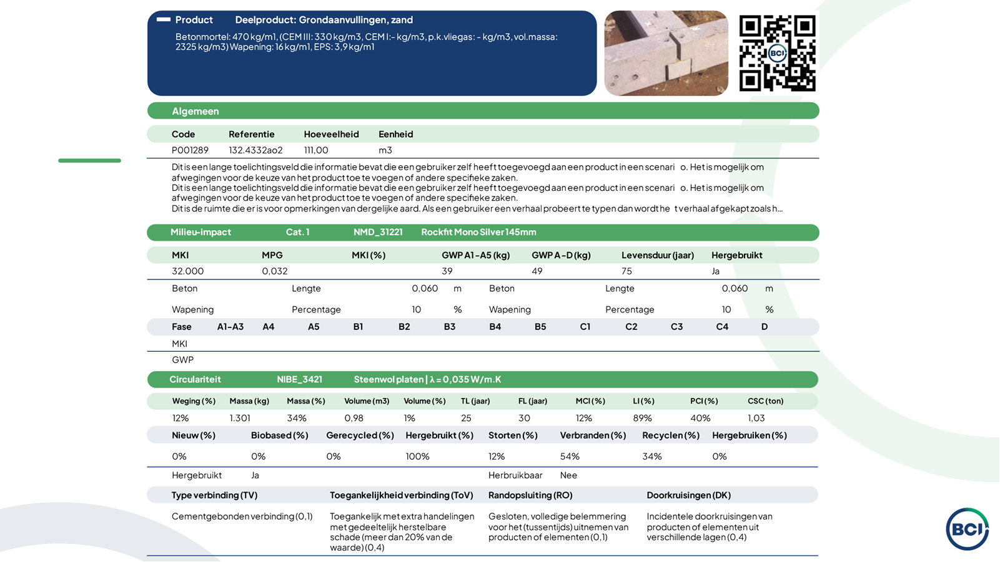 Product Deelproduct: Grondaanvullingen, zand
Betonmortel: 470 kg/m1, (CEM III: 330 kg/m3, CEM I:- kg/m3, p.k.vliegas: - kg/m3, vol.massa:
2325 kg/m3) Wapening: 16 kg/m1, EPS: 3,9 kg/m1
BCI
Algemeen
Code Referentie Hoeveelheid Eenheid
P001289 132.4332ao2 111,00 m3
Dit is een lange toelichtingsveld die informatie bevat die een gebruiker zelf heeft toegevoegd aan een product in een scenari o. Het is mogelijk om
afwegingen voor de keuze van het product toe te voegen of andere specifieke zaken.
Dit is een lange toelichtingsveld die informatie bevat die een gebruiker zelf heeft toegevoegd aan een product in een scenari o. Het is mogelijk om
afwegingen voor de keuze van het product toe te voegen of andere specifieke zaken.
Dit is de ruimte die er is voor opmerkingen van dergelijke aard. Als een gebruiker een verhaal probeert te typen dan wordt he t verhaal afgekapt zoals h...
Milieu-impact Cat. 1 NMD_31221 Rockfit Mono Silver 145mm
MKI MPG MKI (%) GWP A1-A5 (kg) GWP A-D (kg) Levensduur (jaar) Hergebruikt
32.000 0,032 39 49 75 Ja
Beton Lengte 0,060 m Beton Lengte 0,060 m
Wapening Percentage 10 % Wapening Percentage 10 %
Fase A1-A3 A4 A5 B1 B2 B3 B4 B5 C1 C2 C3 C4 D
MKI
GWP
Circulariteit NIBE_3421 Steenwol platen | λ = 0,035 W/m.K
Weging (%) Massa (kg) Massa (%) Volume (m3) Volume (%) TL (jaar) FL (jaar) MCI (%) LI (%) PCI (%) CSC (ton)
12% 1.301 34% 0,98 1% 25 30 12% 89% 40% 1,03
Nieuw (%) Biobased (%) Gerecycled (%) Hergebruikt (%) Storten (%) Verbranden (%) Recyclen (%) Hergebruiken (%)
0% 0% 0% 100% 12% 54% 34% 0%
Hergebruikt Ja Herbruikbaar Nee
Type verbinding (TV) Toegankelijkheid verbinding (ToV) Randopsluiting (RO) Doorkruisingen (DK)
Cementgebonden verbinding (0,1) Toegankelijk met extra handelingen Gesloten, volledige belemmering Incidentele doorkruisingen van
met gedeeltelijk herstelbare voor het (tussentijds) uitnemen van producten of elementen uit
schade (meer dan 20% van de producten of elementen (0,1) verschillende lagen (0,4)
waarde) (0,4)
BCI